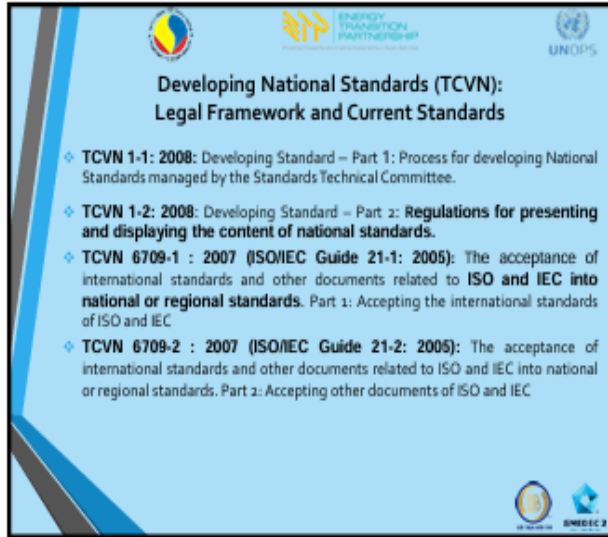 ENERGY
TRANSITION
PARTNERSHIP
UNOPS
Developing National Standards (TCVN):
Legal Framework and Current Standards
TCVN 1-1: 2008: Developing Standard – Part 1: Process for developing National
Standards managed by the Standards Technical Committee.
TCVN 1-2: 2008: Developing Standard – Part 2: Regulations for presenting
and displaying the content of national standards.
TCVN 6709-1 : 2007 (ISO/IEC Guide 21-1: 2005): The acceptance of
international standards and other documents related to ISO and IEC into
national or regional standards. Part 1: Accepting the international standards
of ISO and IEC
TCVN 6709-2 : 2007 (ISO/IEC Guide 21-2: 2005): The acceptance of
international standards and other documents related to ISO and IEC into national
or regional standards. Part 2: Accepting other documents of ISO and IEC
SMEDEC 2